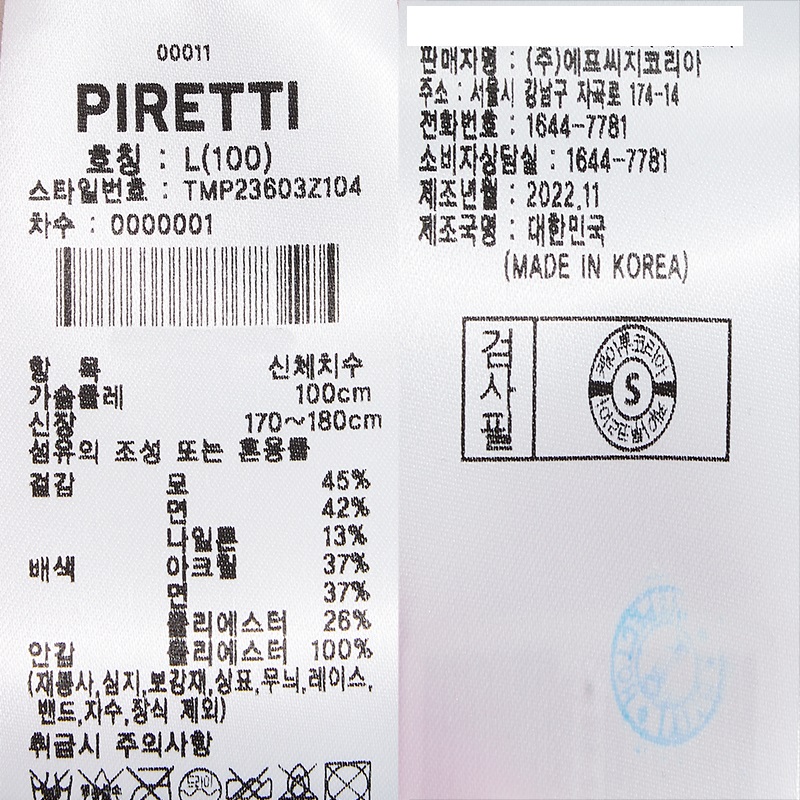 00011
PIRETTI
호칭 : L(100)
스타일번호 : TMP23603Z104
차수 : 0000001
항 목 신체치수
가슴둘레 100cm
신장 170~180cm
섬유의 조성 또는 혼용률
겉감 모 45%
면 42%
나일론 13%
배색 아크릴 37%
면 37%
폴리에스터 26%
안감 폴리에스터 100%
(재봉사,심지,보강재,상표,무늬,레이스,
밴드,자수,장식 제외)
취급시 주의사항
드라이
판매자명 : (주)에프씨지코리아
주소 : 서울시 강남구 자곡로 174-14
전화번호 : 1644-7781
소비자상담실 : 1644-7781
제조년월 : 2022.11
제조국명 : 대한민국
(MADE IN KOREA)
검사필
S